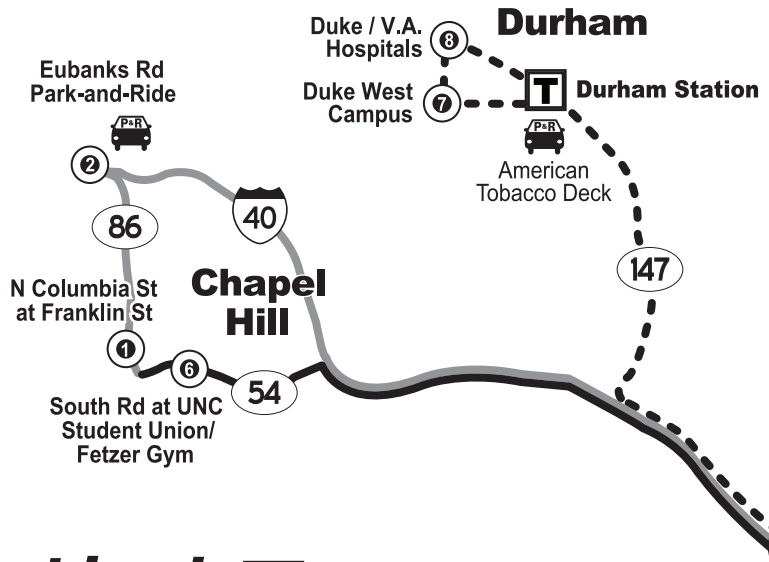 Durham
Duke / V.A.
Hospitals
8
T
Durham Station
Duke West
Campus
7
P&R
American
Tobacco Deck
Eubanks Rd
Park-and-Ride
P&R
2
86
40
147
Chapel
Hill
N Columbia St
at Franklin St
1
6
54
South Rd at UNC
Student Union/
Fetzer Gym